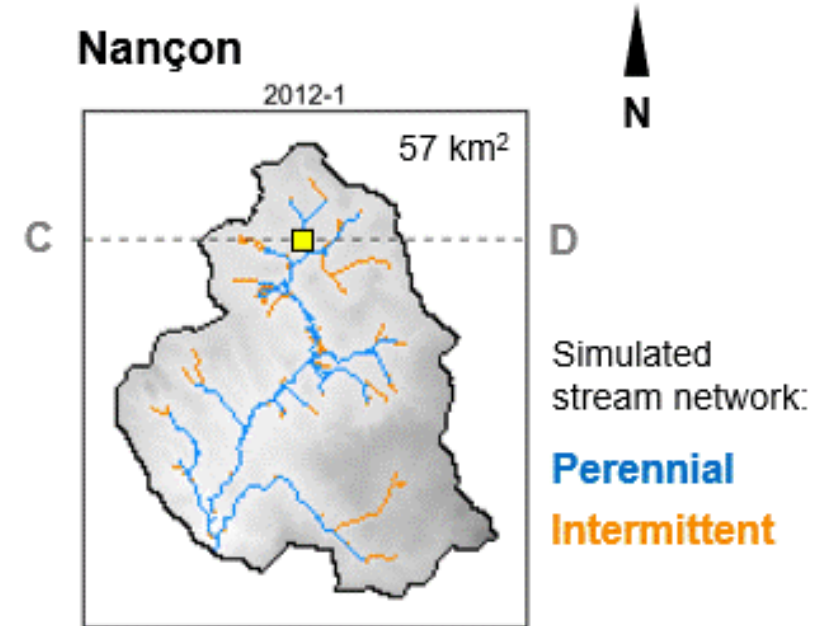 Nançon
2012-1
N
57 km²
C
D
Simulated
stream network:
Perennial
Intermittent